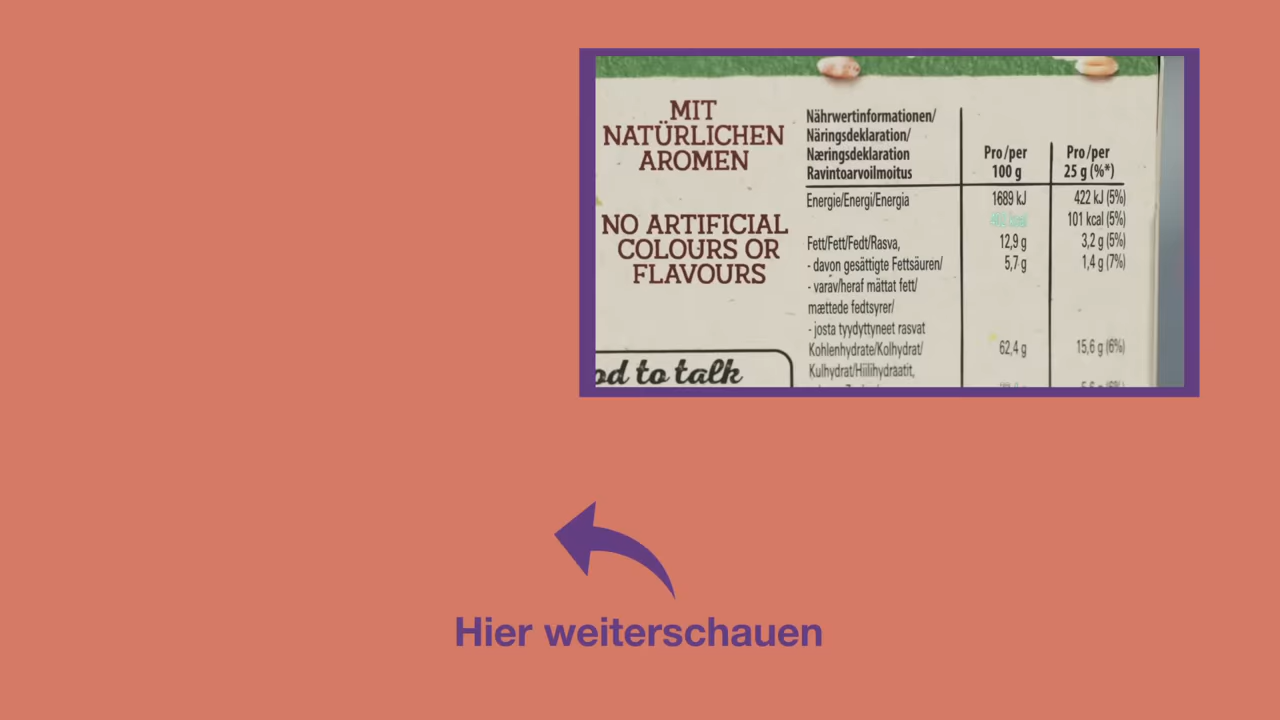 MIT
NATÜRLICHEN
AROMEN
NO ARTIFICIAL
COLOURS OR
FLAVOURS
od to talk
Nährwertinformationen/
Näringsdeklaration/
Næringsdeklaration
Ravintoarvoilmoitus
Pro/per
100 g
Pro/per
25 g (%*)
Energie/Energi/Energia 1689 kJ 422 kJ (5%)
101 kcal (5%)
Fett/Fett/Fedt/Rasva, 12,9 g 3,2 g (5%)
- davon gesättigte Fettsäuren/ 5,7 g 1,4 g (7%)
- varav/heraf mättat fett/
mættede fedtsyrer/
- josta tyydyttyneet rasvat
Kohlenhydrate/Kolhydrat/ 62,4 g 15,6 g (6%)
Kulhydrat/Hiilihydraatit,
Hier weiterschauen